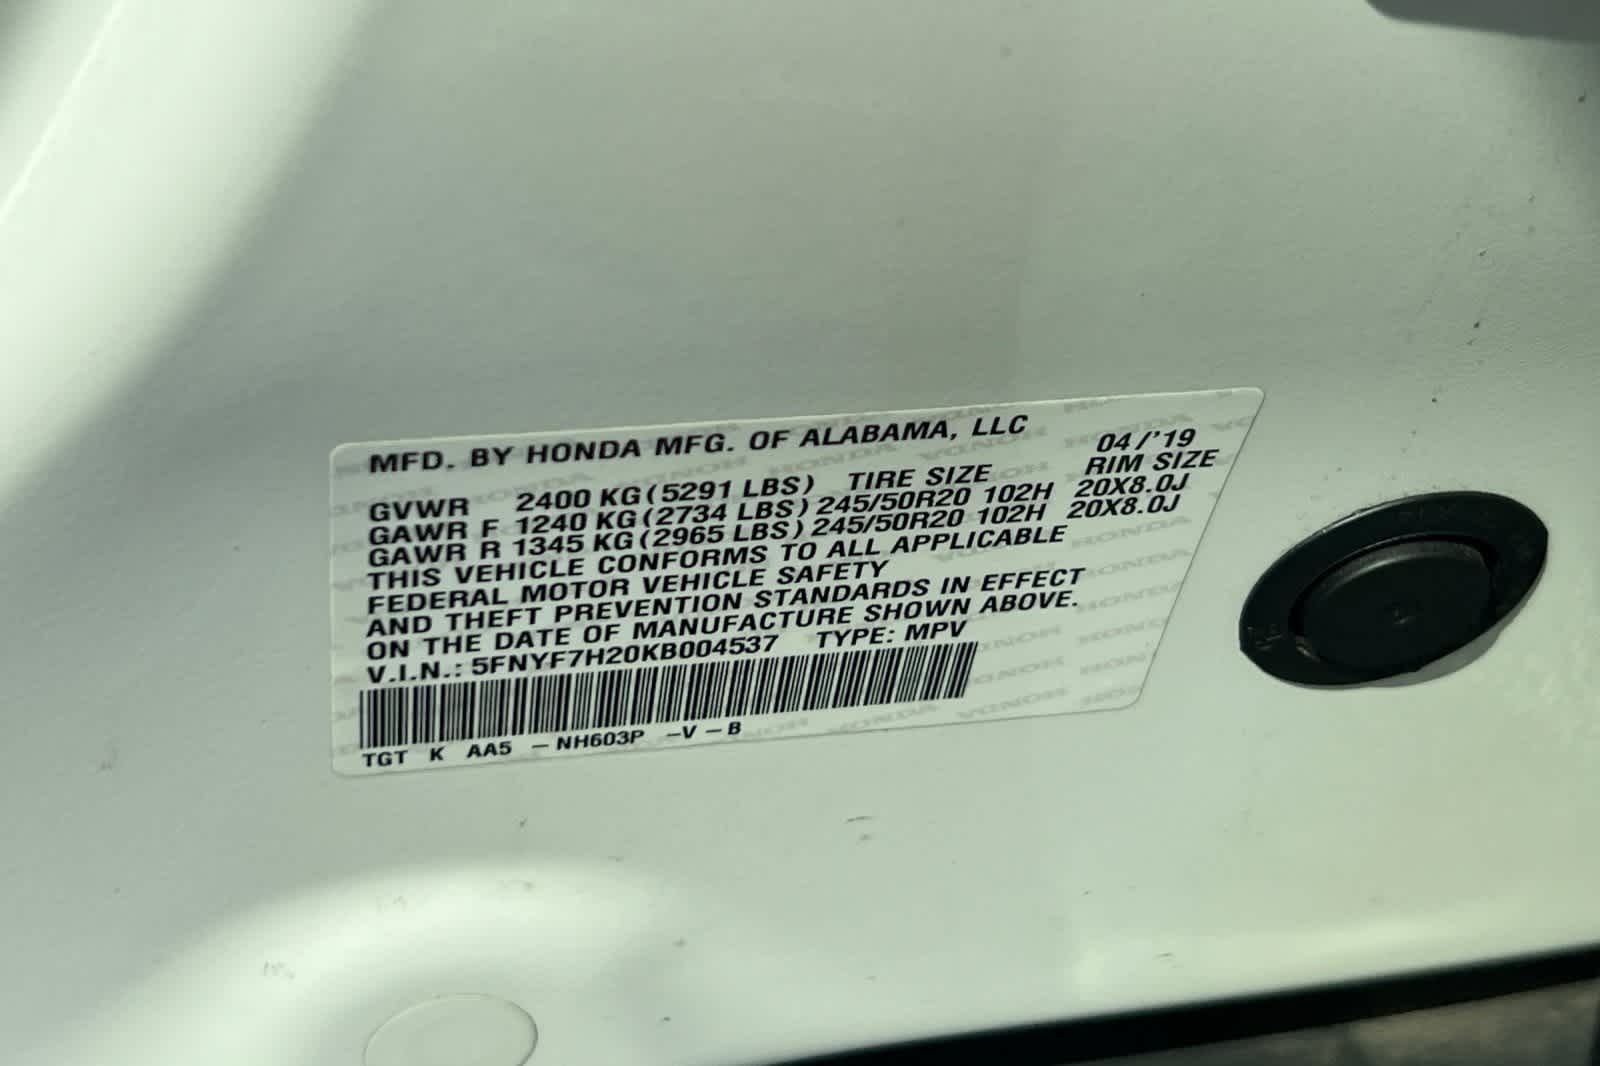 MFD. BY HONDA MFG. OF ALABAMA, LLC 04/'19
GVWR 2400 KG(5291 LBS) TIRE SIZE RIM SIZE
GAWR F 1240 KG(2734 LBS) 245/50R20 102H 20X8.0J
GAWR R 1345 KG(2965 LBS) 245/50R20 102H 20X8.0J
THIS VEHICLE CONFORMS TO ALL APPLICABLE
FEDERAL MOTOR VEHICLE SAFETY
AND THEFT PREVENTION STANDARDS IN EFFECT
ON THE DATE OF MANUFACTURE SHOWN ABOVE.
V.I.N.: 5FNYF7H20KB004537 TYPE: MPV
TGT K AA5 -NH603P -V-B